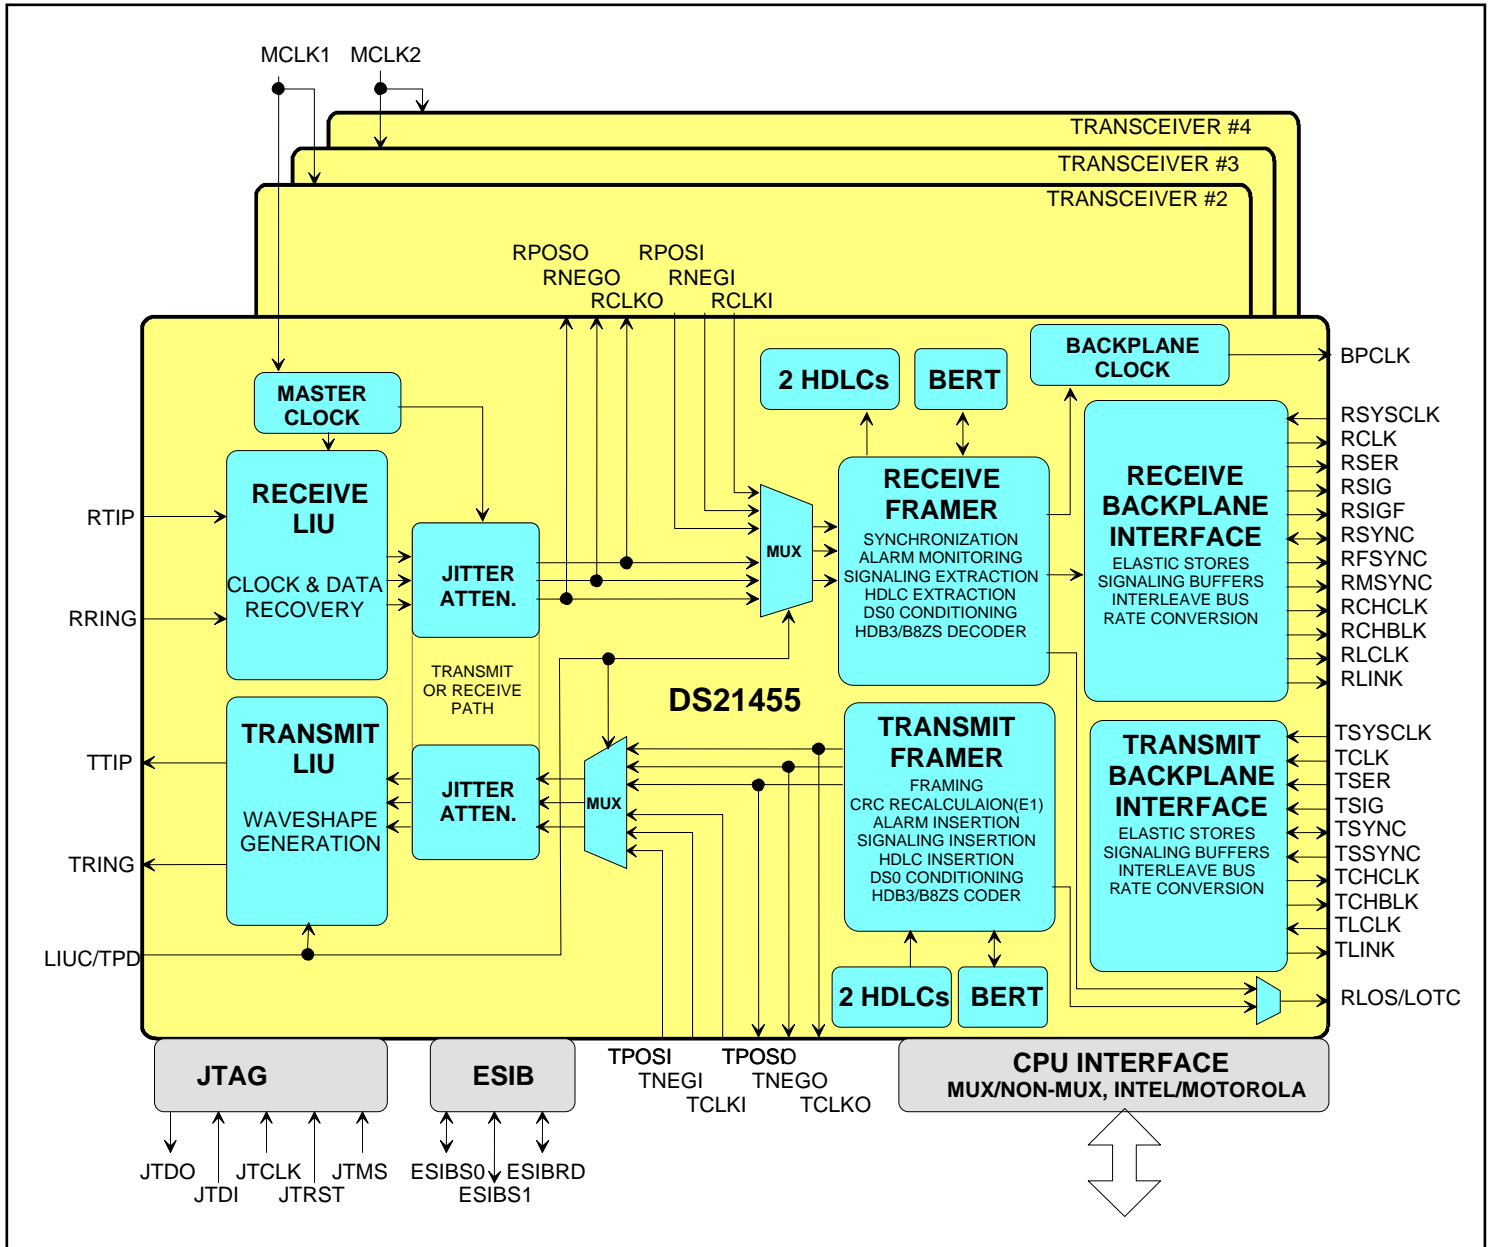 MCLK1
MCLK2
TRANSCEIVER #4
TRANSCEIVER #3
TRANSCEIVER #2
RPOSO
RNEGO
RCLKO
RPOSI
RNEGI
RCLKI
MASTER
CLOCK
2 HDLCs
BERT
BACKPLANE
CLOCK
BPCLK
RTIP
RRING
RECEIVE
LIU
CLOCK & DATA
RECOVERY
JITTER
ATTEN.
MUX
RECEIVE
FRAMER
SYNCHRONIZATION
ALARM MONITORING
SIGNALING EXTRACTION
HDLC EXTRACTION
DS0 CONDITIONING
HDB3/B8ZS DECODER
RECEIVE
BACKPLANE
INTERFACE
ELASTIC STORES
SIGNALING BUFFERS
INTERLEAVE BUS
RATE CONVERSION
RSYSCLK
RCLK
RSER
RSIG
RSIGF
RSYNC
RFSYNC
RMSYNC
RCHCLK
RCHBLK
RLCLK
RLINK
TRANSMIT
OR RECEIVE
PATH
DS21455
TTIP
TRING
LIUC/TPD
TRANSMIT
LIU
WAVESHAPE
GENERATION
JITTER
ATTEN.
MUX
TRANSMIT
FRAMER
FRAMING
CRC RECALCULAION(E1)
ALARM INSERTION
SIGNALING INSERTION
HDLC INSERTION
DS0 CONDITIONING
HDB3/B8ZS CODER
TRANSMIT
BACKPLANE
INTERFACE
ELASTIC STORES
SIGNALING BUFFERS
INTERLEAVE BUS
RATE CONVERSION
TSYSCLK
TCLK
TSER
TSIG
TSYNC
TSSYNC
TCHCLK
TCHBLK
TLCLK
TLINK
2 HDLCs
BERT
RLOS/LOTC
JTAG
ESIB
TPOSI
TNEGI
TCLKI
TPOSO
TNEGO
TCLKO
CPU INTERFACE
MUX/NON-MUX, INTEL/MOTOROLA
JTDO
JTDI
JTCLK
JTRST
JTMS
ESIBS0
ESIBS1
ESIBRD